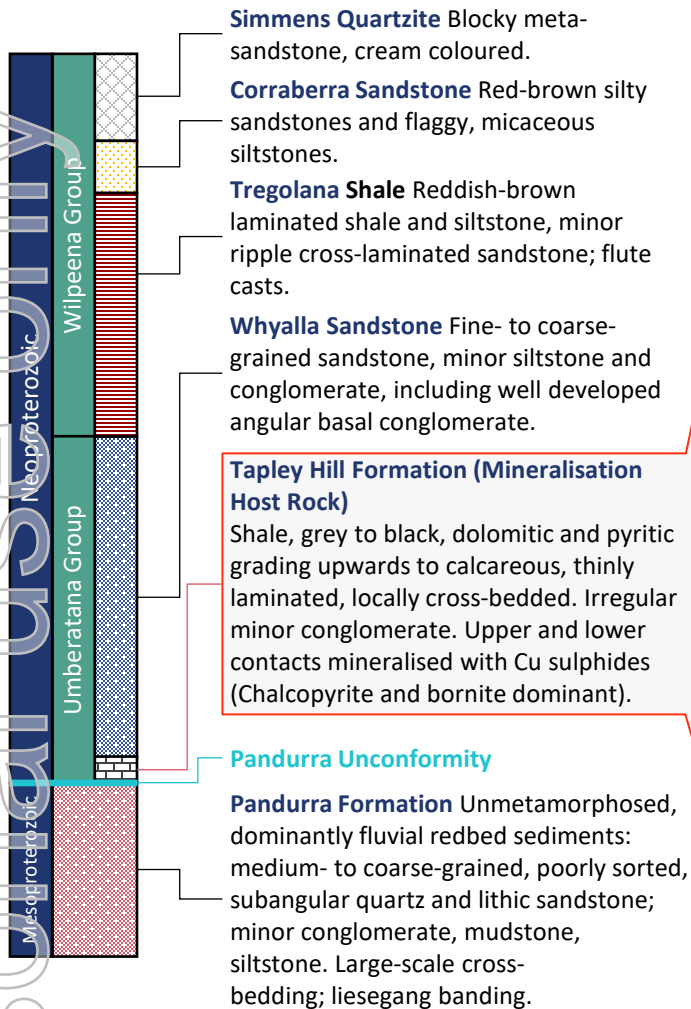 Simmens Quartzite Blocky meta-
sandstone, cream coloured.
Corraberra Sandstone Red-brown silty
sandstones and flaggy, micaceous
siltstones.
Tregolana Shale Reddish-brown
laminated shale and siltstone, minor
ripple cross-laminated sandstone; flute
casts.
Whyalla Sandstone Fine- to coarse-
grained sandstone, minor siltstone and
conglomerate, including well developed
angular basal conglomerate.
Tapley Hill Formation (Mineralisation
Host Rock)
Shale, grey to black, dolomitic and pyritic
grading upwards to calcareous, thinly
laminated, locally cross-bedded. Irregular
minor conglomerate. Upper and lower
contacts mineralised with Cu sulphides
(Chalcopyrite and bornite dominant).
Pandurra Unconformity
Pandurra Formation Unmetamorphosed,
dominantly fluvial redbed sediments:
medium- to coarse-grained, poorly sorted,
subangular quartz and lithic sandstone;
minor conglomerate, mudstone,
siltstone. Large-scale cross-
bedding; liesegang banding.
Neoproterozoic
Mesoproterozoic
Wilpeena Group
Umberatana Group
use only